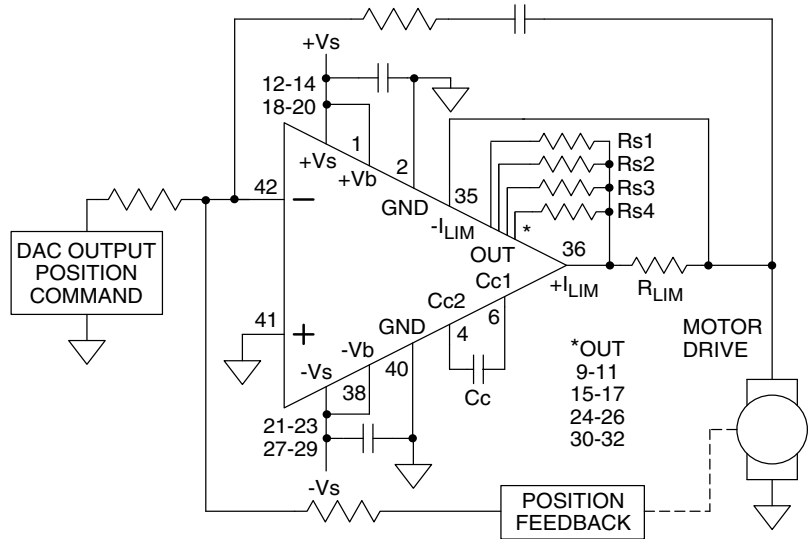 +Vs
12-14
18-20
1
+Vs
+Vb
2
GND
35
-ILIM
OUT
*
Rs1
Rs2
Rs3
Rs4
42
−
36
+ILIM
RLIM
DAC OUTPUT
POSITION
COMMAND
41
+
Cc1
Cc2
6
4
Cc
GND
40
-Vb
38
-Vs
21-23
27-29
-Vs
*OUT
9-11
15-17
24-26
30-32
MOTOR
DRIVE
POSITION
FEEDBACK